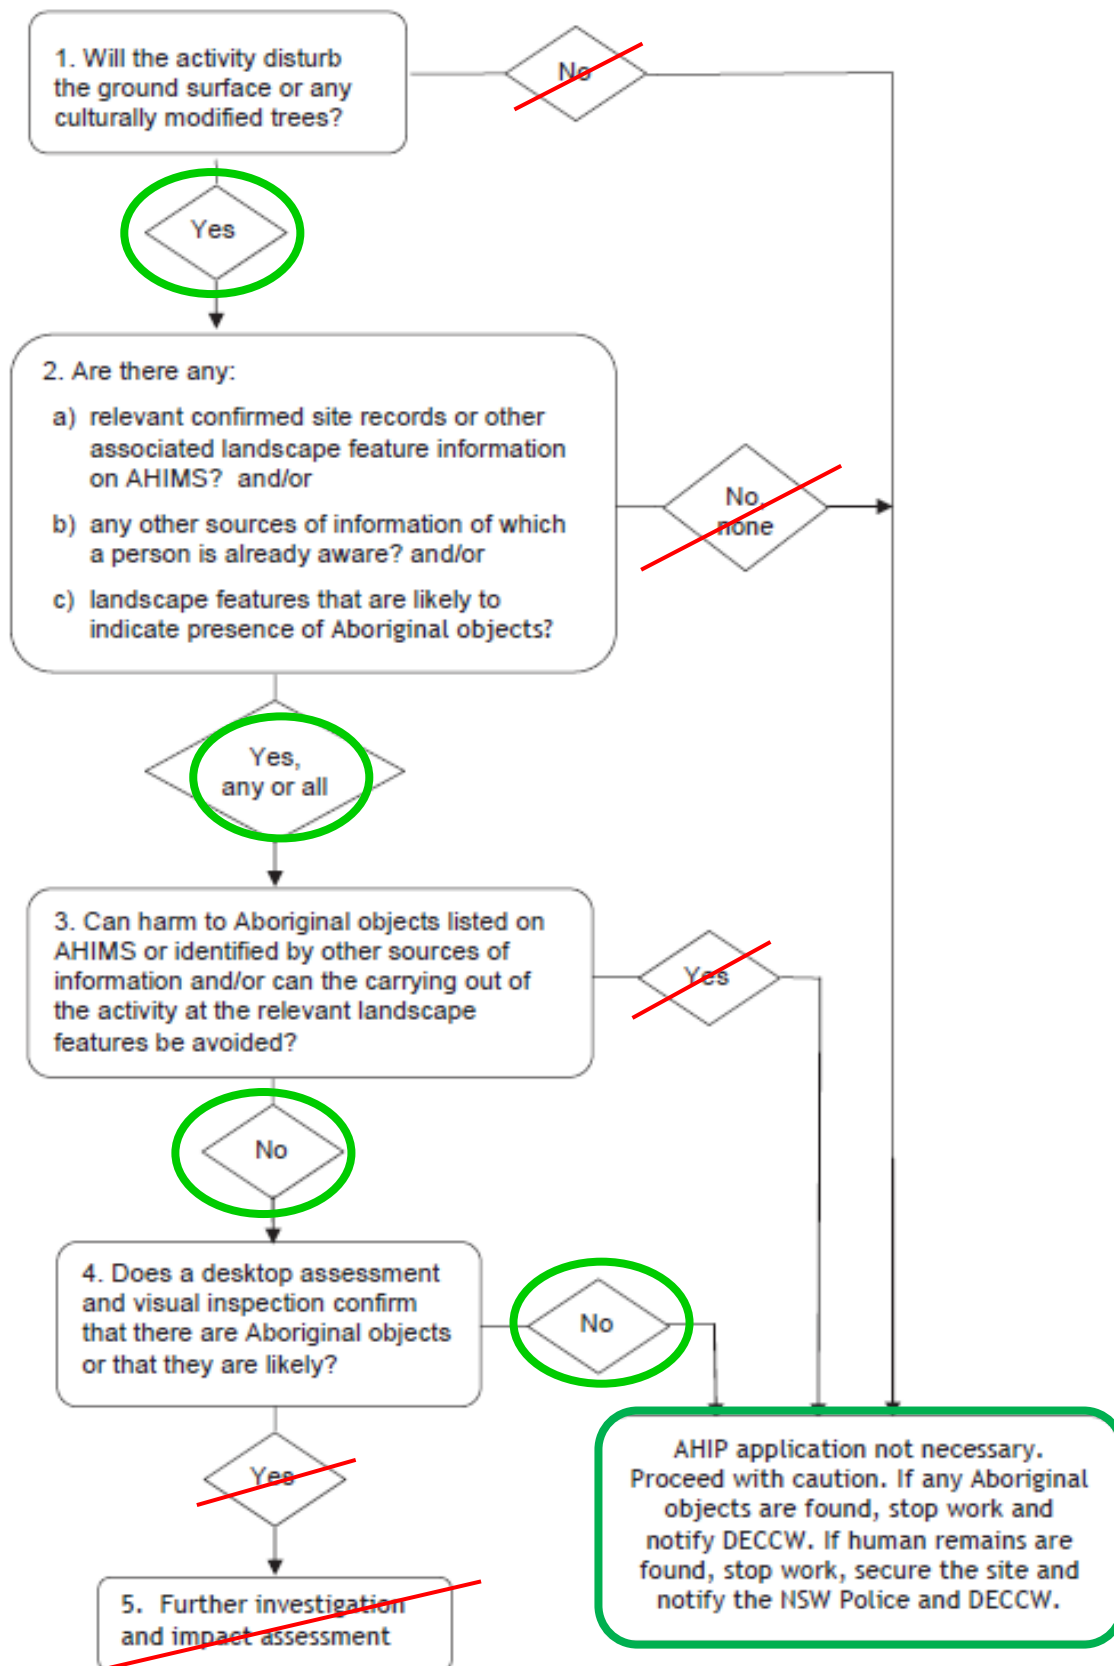 1. Will the activity disturb
the ground surface or any
culturally modified trees?
No
Yes
2. Are there any:
a) relevant confirmed site records or other
associated landscape feature information
on AHIMS? and/or
b) any other sources of information of which
a person is already aware? and/or
c) landscape features that are likely to
indicate presence of Aboriginal objects?
No,
none
Yes,
any or all
3. Can harm to Aboriginal objects listed on
AHIMS or identified by other sources of
information and/or can the carrying out of
the activity at the relevant landscape
features be avoided?
Yes
No
4. Does a desktop assessment
and visual inspection confirm
that there are Aboriginal objects
or that they are likely?
No
Yes
5. Further investigation
and impact assessment
AHIP application not necessary.
Proceed with caution. If any Aboriginal
objects are found, stop work and
notify DECCW. If human remains are
found, stop work, secure the site and
notify the NSW Police and DECCW.